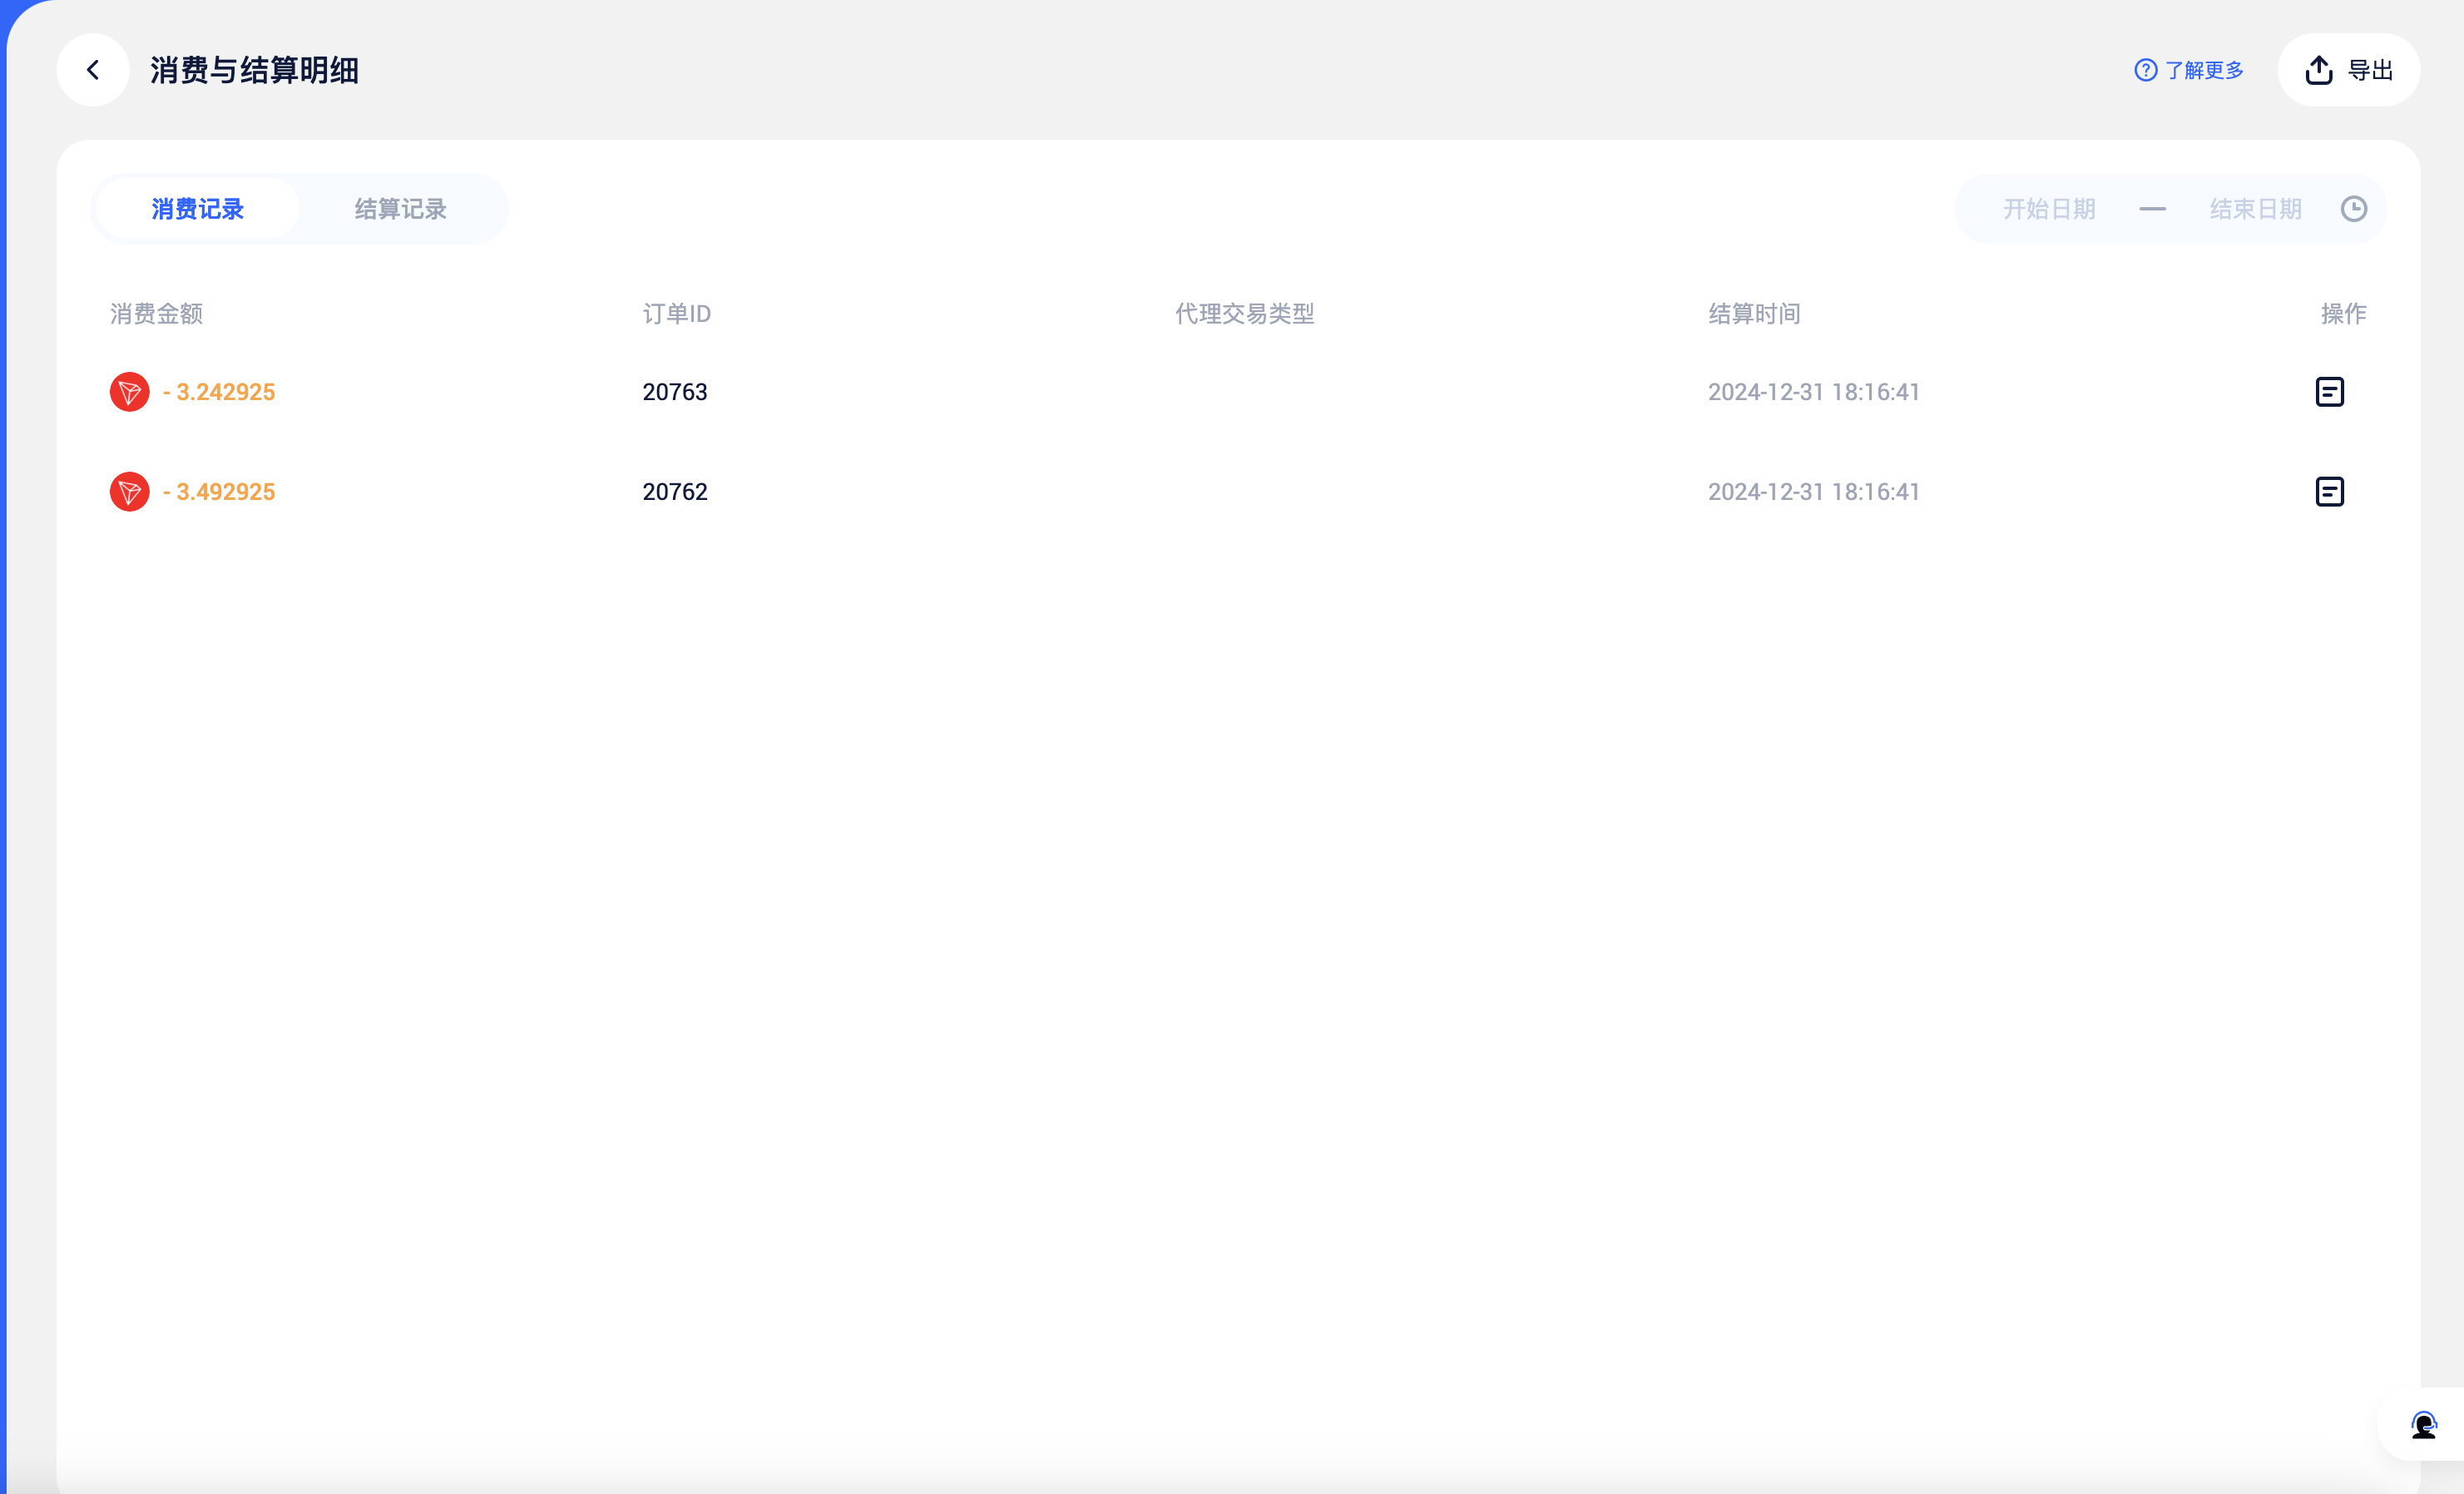 消费与结算明细
了解更多
导出
消费记录 结算记录
开始日期 — 结束日期
消费金额 订单ID 代理交易类型 结算时间 操作
- 3.242925 20763 2024-12-31 18:16:41
- 3.492925 20762 2024-12-31 18:16:41